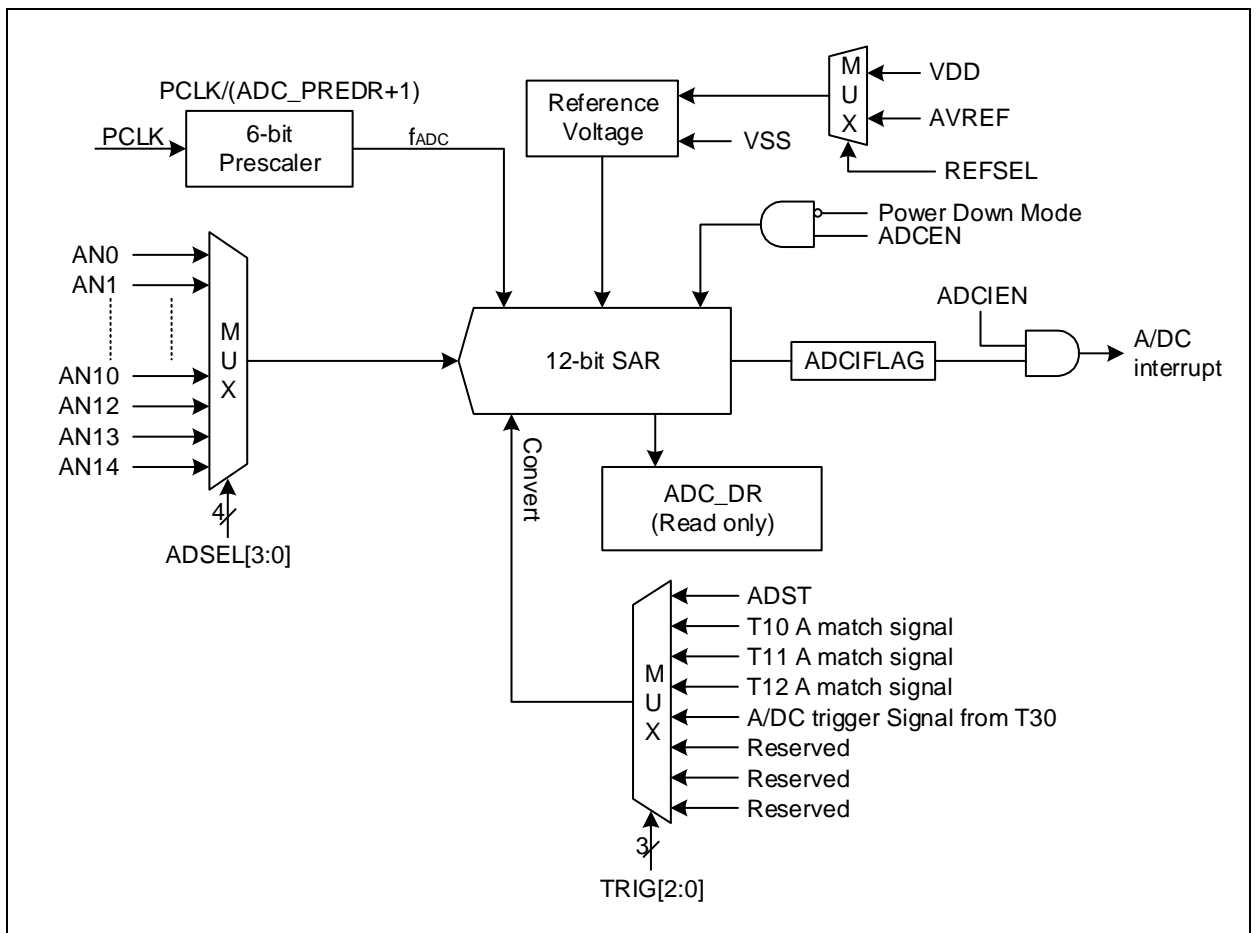 PCLK/(ADC_PREDR+1)
PCLK
6-bit
Prescaler
fADC
Reference
Voltage
VSS
M
U
X
VDD
AVREF
REFSEL
Power Down Mode
ADCEN
AN0
AN1
AN10
AN12
AN13
AN14
M
U
X
4
ADSEL[3:0]
12-bit SAR
ADCIFLAG
ADCIEN
A/DC
interrupt
Convert
ADC_DR
(Read only)
M
U
X
ADST
T10 A match signal
T11 A match signal
T12 A match signal
A/DC trigger Signal from T30
Reserved
Reserved
Reserved
3
TRIG[2:0]